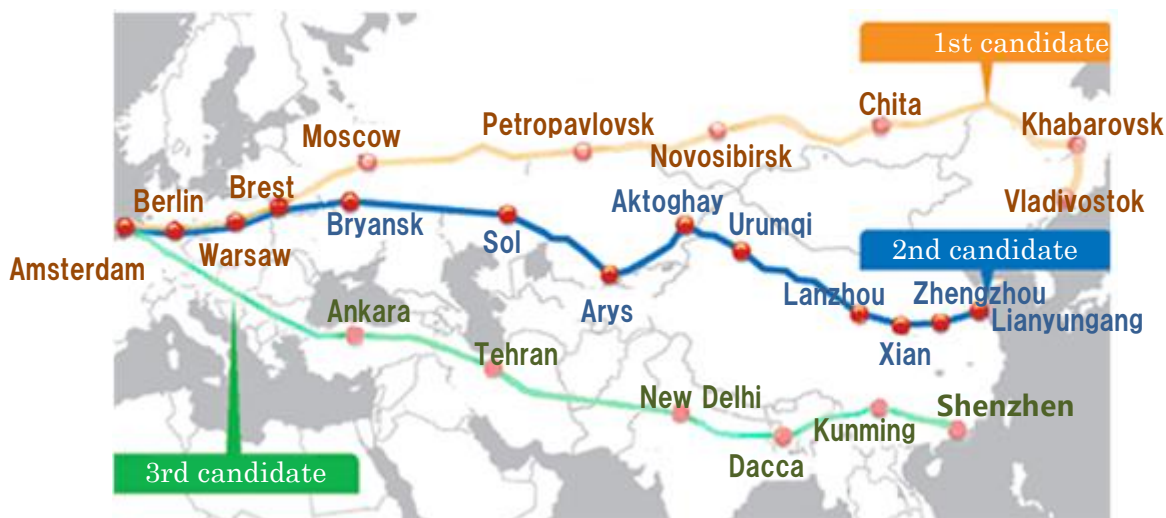 1st candidate
Chita
Petropavlovsk
Khabarovsk
Moscow
Novosibirsk
Brest
Berlin
Vladivostok
Aktoghay
Bryansk
Urumqi
Sol
Warsaw
2nd candidate
Amsterdam
Lanzhou
Zhengzhou
Ankara
Arys
Lianyungang
Xian
Tehran
New Delhi
Shenzhen
Kunming
Dacca
3rd candidate